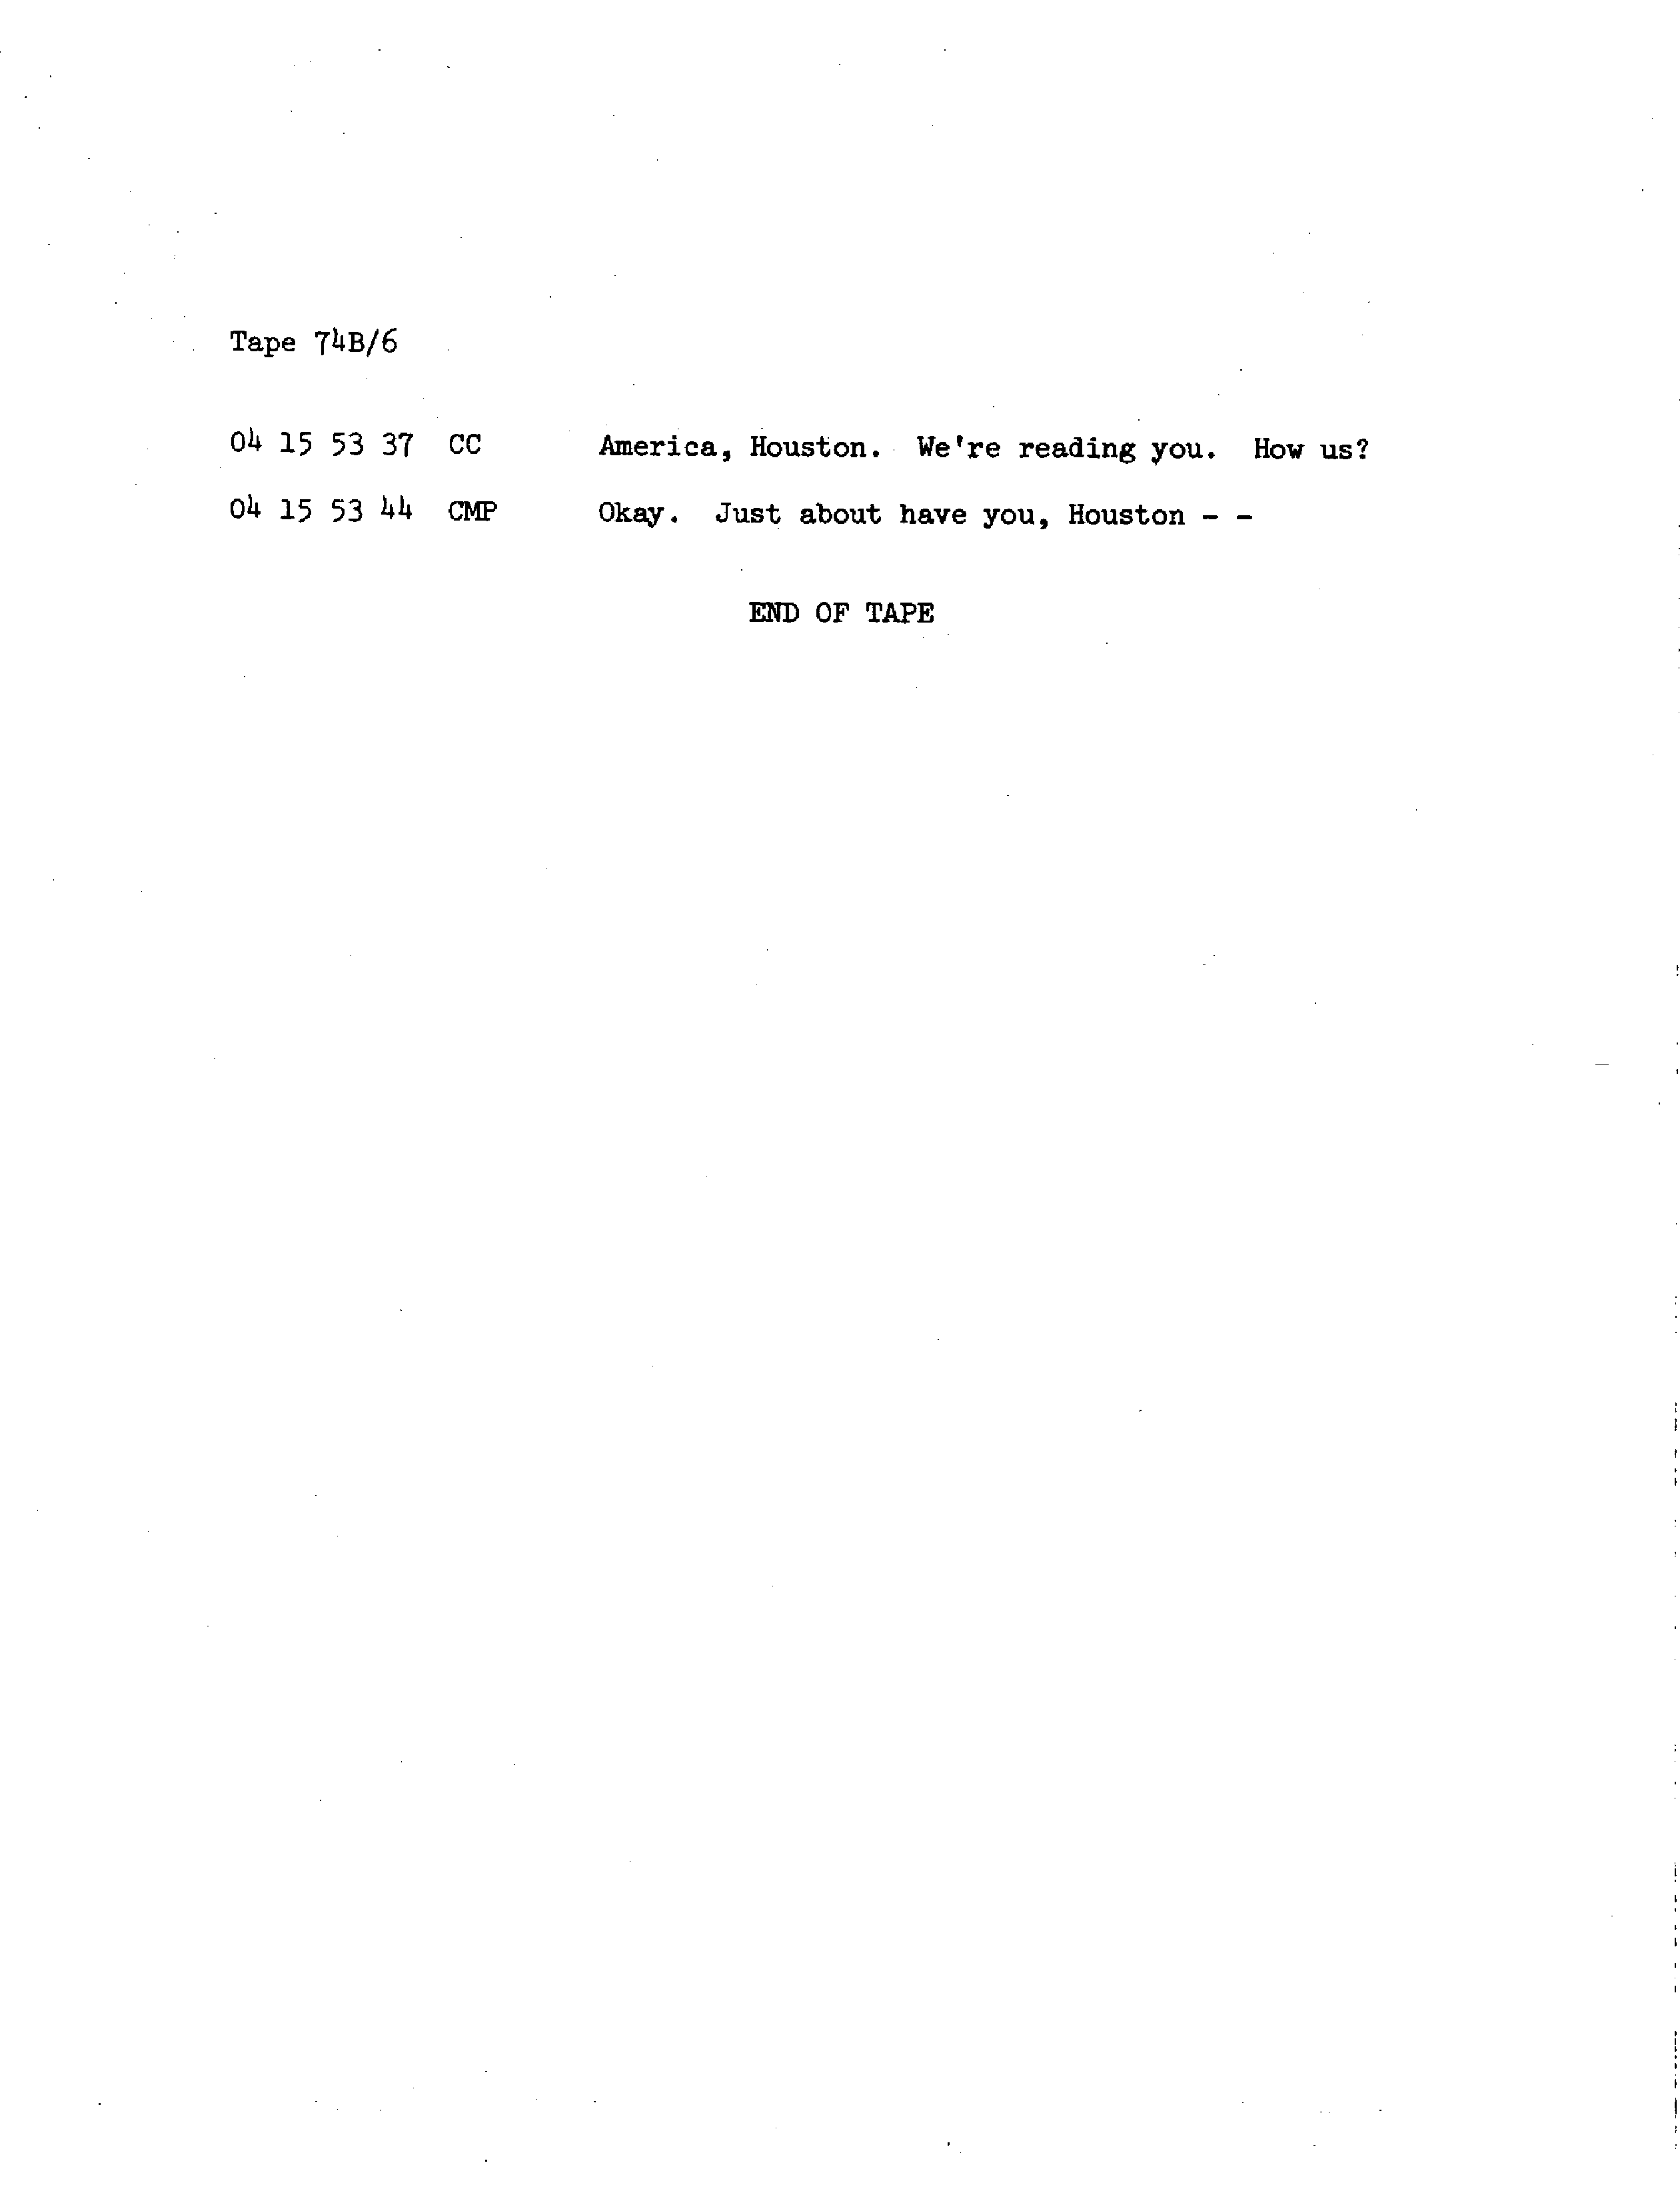 Tape 74B/6
04 15 53 37 CC America, Houston. We're reading you. How us?
04 15 53 44 CMP Okay. Just about have you, Houston - -
END OF TAPE